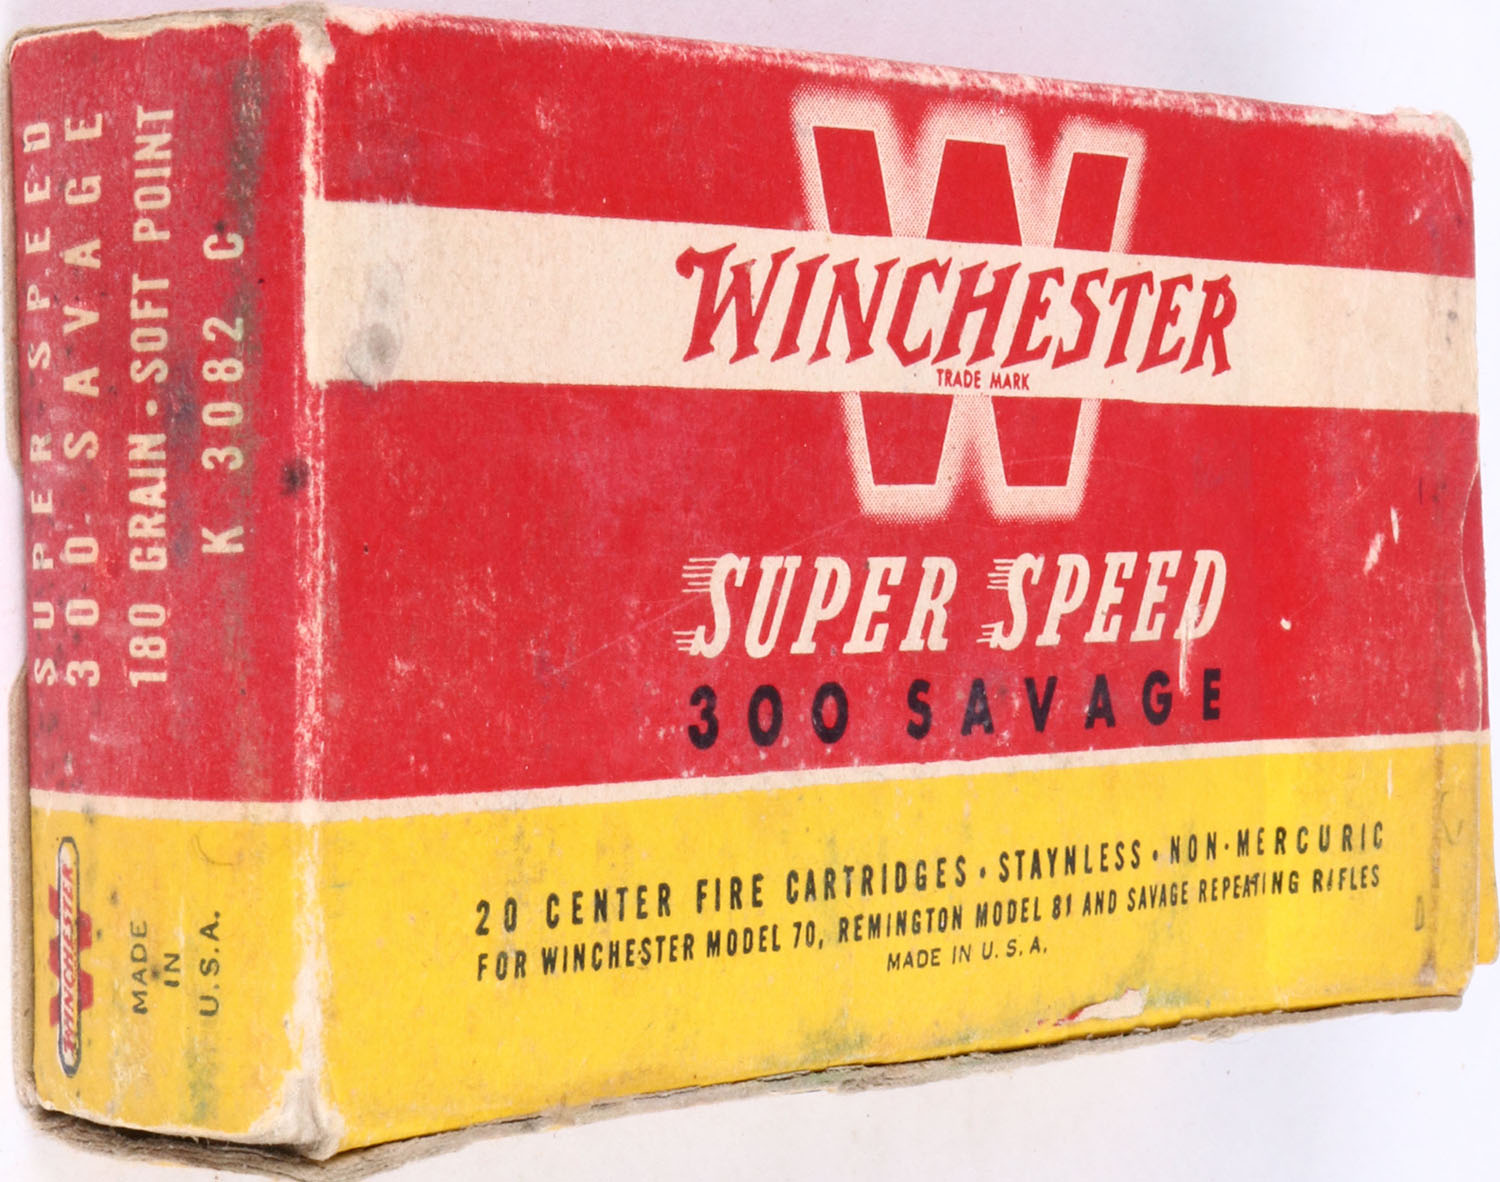 SUPER SPEED
300 SAVAGE
180 GRAIN · SOFT POINT
K 3082 C
WINCHESTER
MADE
IN
U.S.A.
W
WINCHESTER
TRADE MARK
SUPER SPEED
300 SAVAGE
20 CENTER FIRE CARTRIDGES · STAYNLESS · NON-MERCURIC
FOR WINCHESTER MODEL 70, REMINGTON MODEL 81 AND SAVAGE REPEATING RIFLES
MADE IN U.S.A.